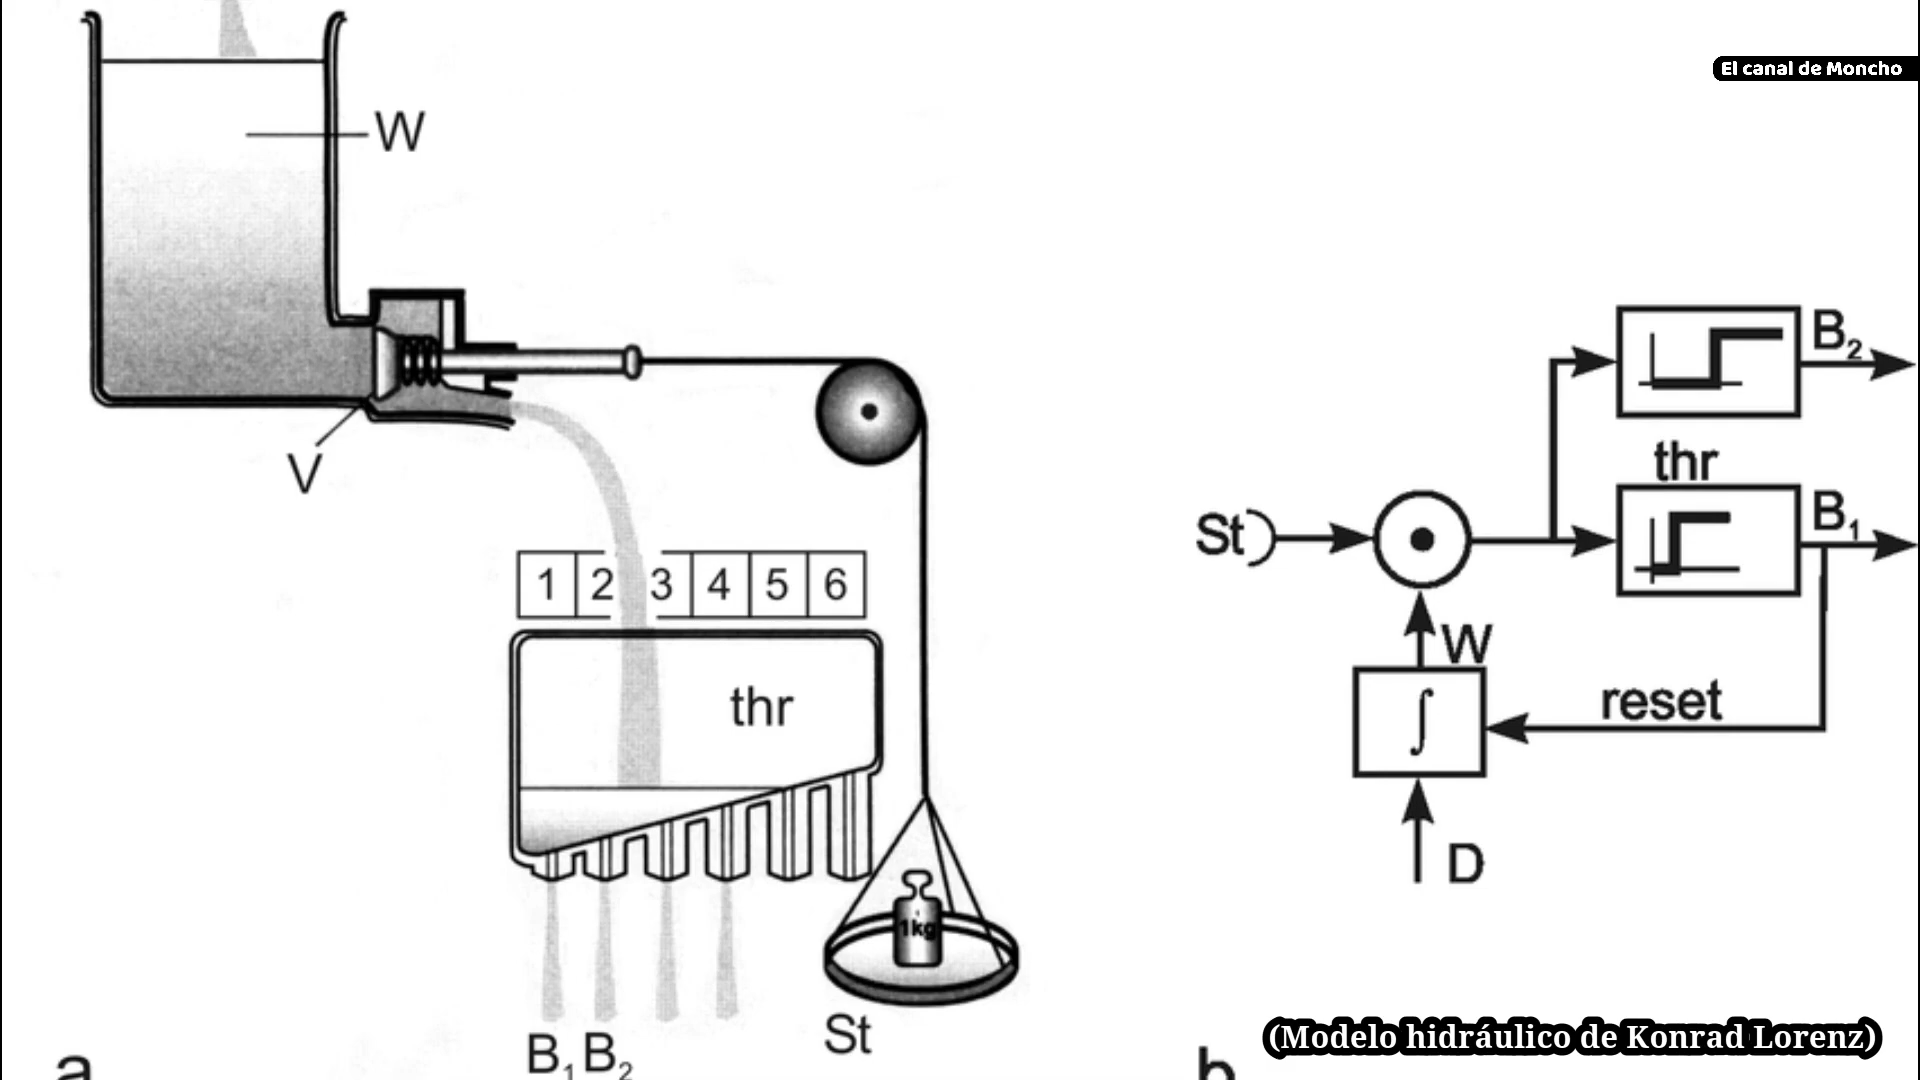 El canal de Moncho
W
V
1 2 3 4 5 6
thr
1kg
St
B1 B2
a
B2
thr
B1
St
W
∫
reset
D
b
(Modelo hidráulico de Konrad Lorenz)